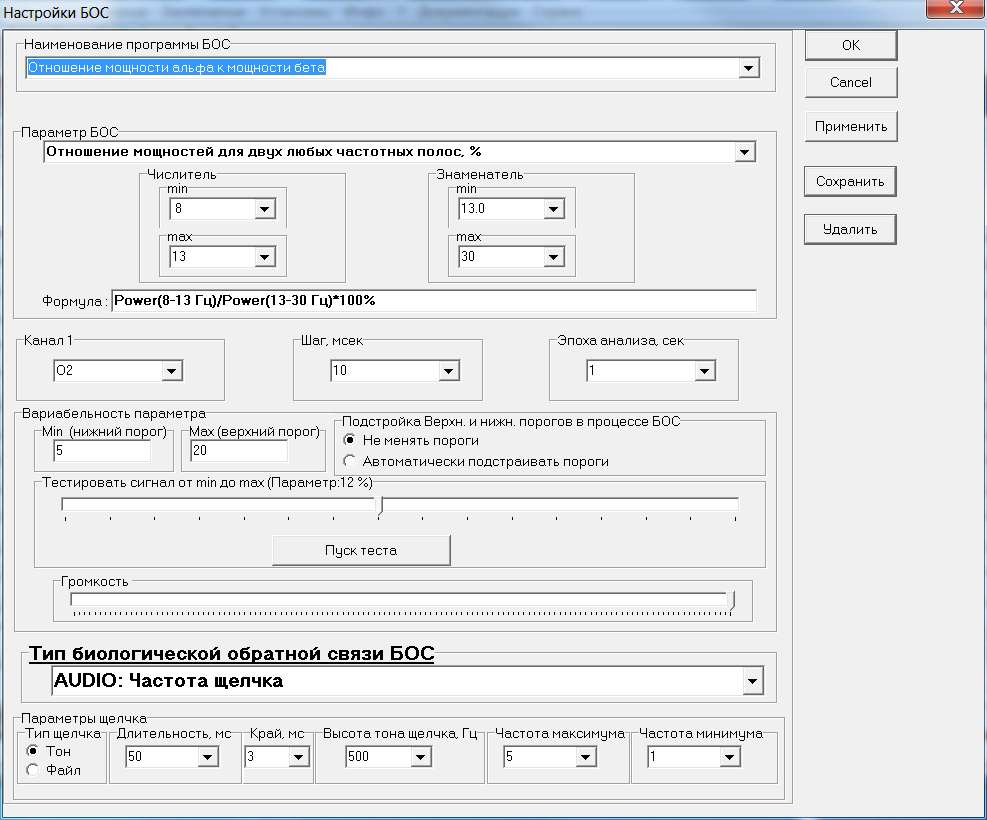 Настройки БОС
Наименование программы БОС
Отношение мощности альфа к мощности бета
OK
Cancel
Применить
Сохранить
Удалить
Параметр БОС
Отношение мощностей для двух любых частотных полос, %
Числитель
min
8
max
13
Знаменатель
min
13.0
max
30
Формула :
Power(8-13 Гц)/Power(13-30 Гц)*100%
Канал 1
O2
Шаг, мсек
10
Эпоха анализа, сек
1
Вариабельность параметра
Min (нижний порог)
5
Max (верхний порог)
20
Подстройка Верхн. и нижн. порогов в процессе БОС
Не менять пороги
Автоматически подстраивать пороги
Тестировать сигнал от min до max (Параметр:12 %)
Пуск теста
Громкость
Тип биологической обратной связи БОС
AUDIO: Частота щелчка
Параметры щелчка
Тип щелчка
Тон
Файл
Длительность, мс
50
Край, мс
3
Высота тона щелчка, Гц
500
Частота максимума
5
Частота минимума
1